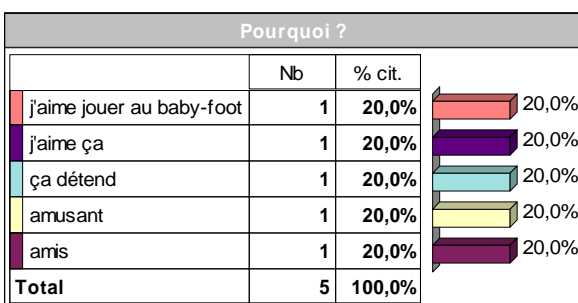 Pourquoi ?
Nb % cit.
j'aime jouer au baby-foot 1 20,0% 20,0%
j'aime ça 1 20,0% 20,0%
ça détend 1 20,0% 20,0%
amusant 1 20,0% 20,0%
amis 1 20,0% 20,0%
Total 5 100,0%